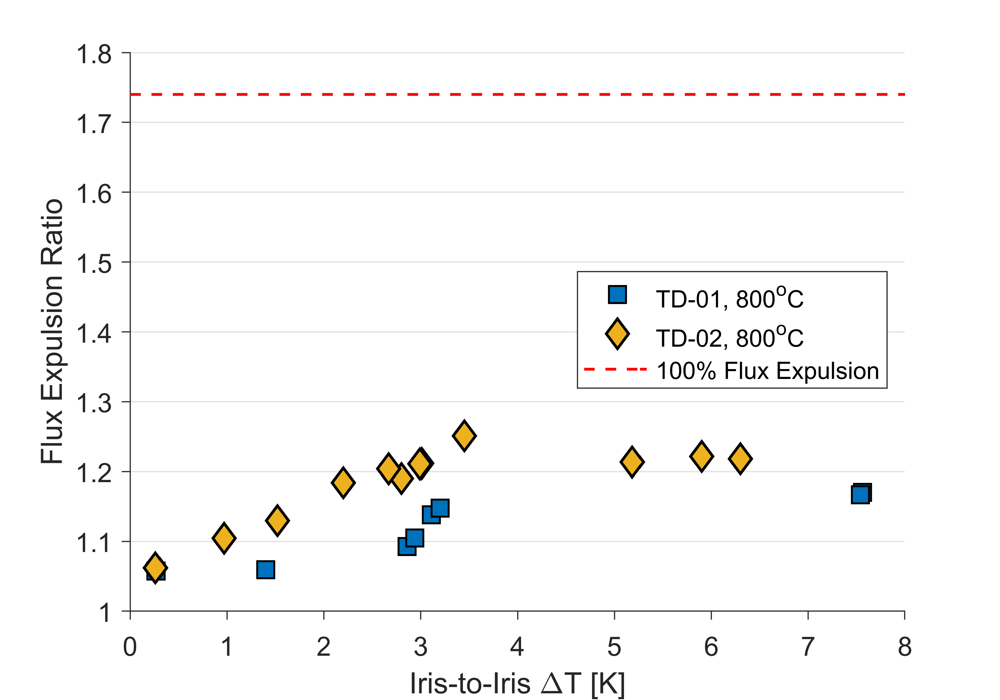 1.8
1.7
1.6
1.5
1.4
1.3
1.2
1.1
1
Flux Expulsion Ratio
TD-01, 800°C
TD-02, 800°C
100% Flux Expulsion
0 1 2 3 4 5 6 7 8
Iris-to-Iris ΔT [K]